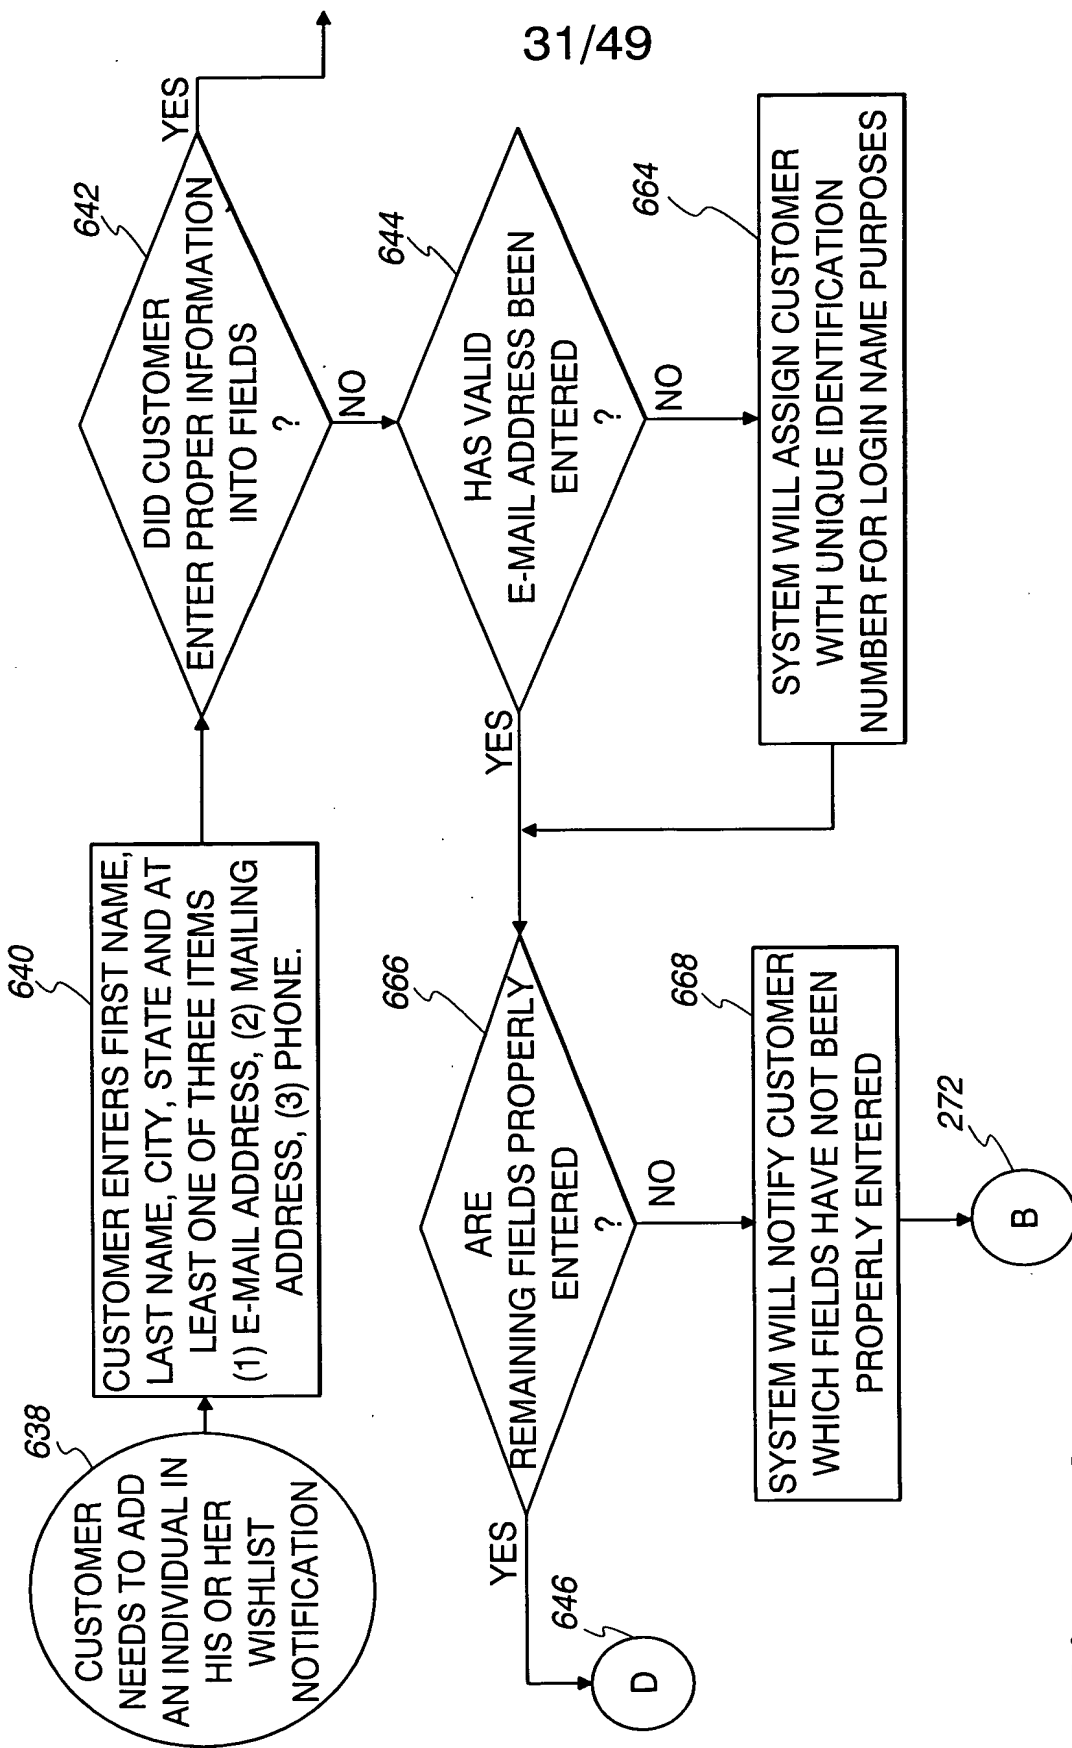 31/49
638
CUSTOMER
NEEDS TO ADD
AN INDIVIDUAL IN
HIS OR HER
WISHLIST
NOTIFICATION
640
CUSTOMER ENTERS FIRST NAME,
LAST NAME, CITY, STATE AND AT
LEAST ONE OF THREE ITEMS
(1) E-MAIL ADDRESS, (2) MAILING
ADDRESS, (3) PHONE.
642
DID CUSTOMER
ENTER PROPER INFORMATION
INTO FIELDS
?
YES
NO
644
HAS VALID
E-MAIL ADDRESS BEEN
ENTERED
?
YES
NO
664
SYSTEM WILL ASSIGN CUSTOMER
WITH UNIQUE IDENTIFICATION
NUMBER FOR LOGIN NAME PURPOSES
666
ARE
REMAINING FIELDS PROPERLY
ENTERED
?
YES
NO
646
D
668
SYSTEM WILL NOTIFY CUSTOMER
WHICH FIELDS HAVE NOT BEEN
PROPERLY ENTERED
272
B